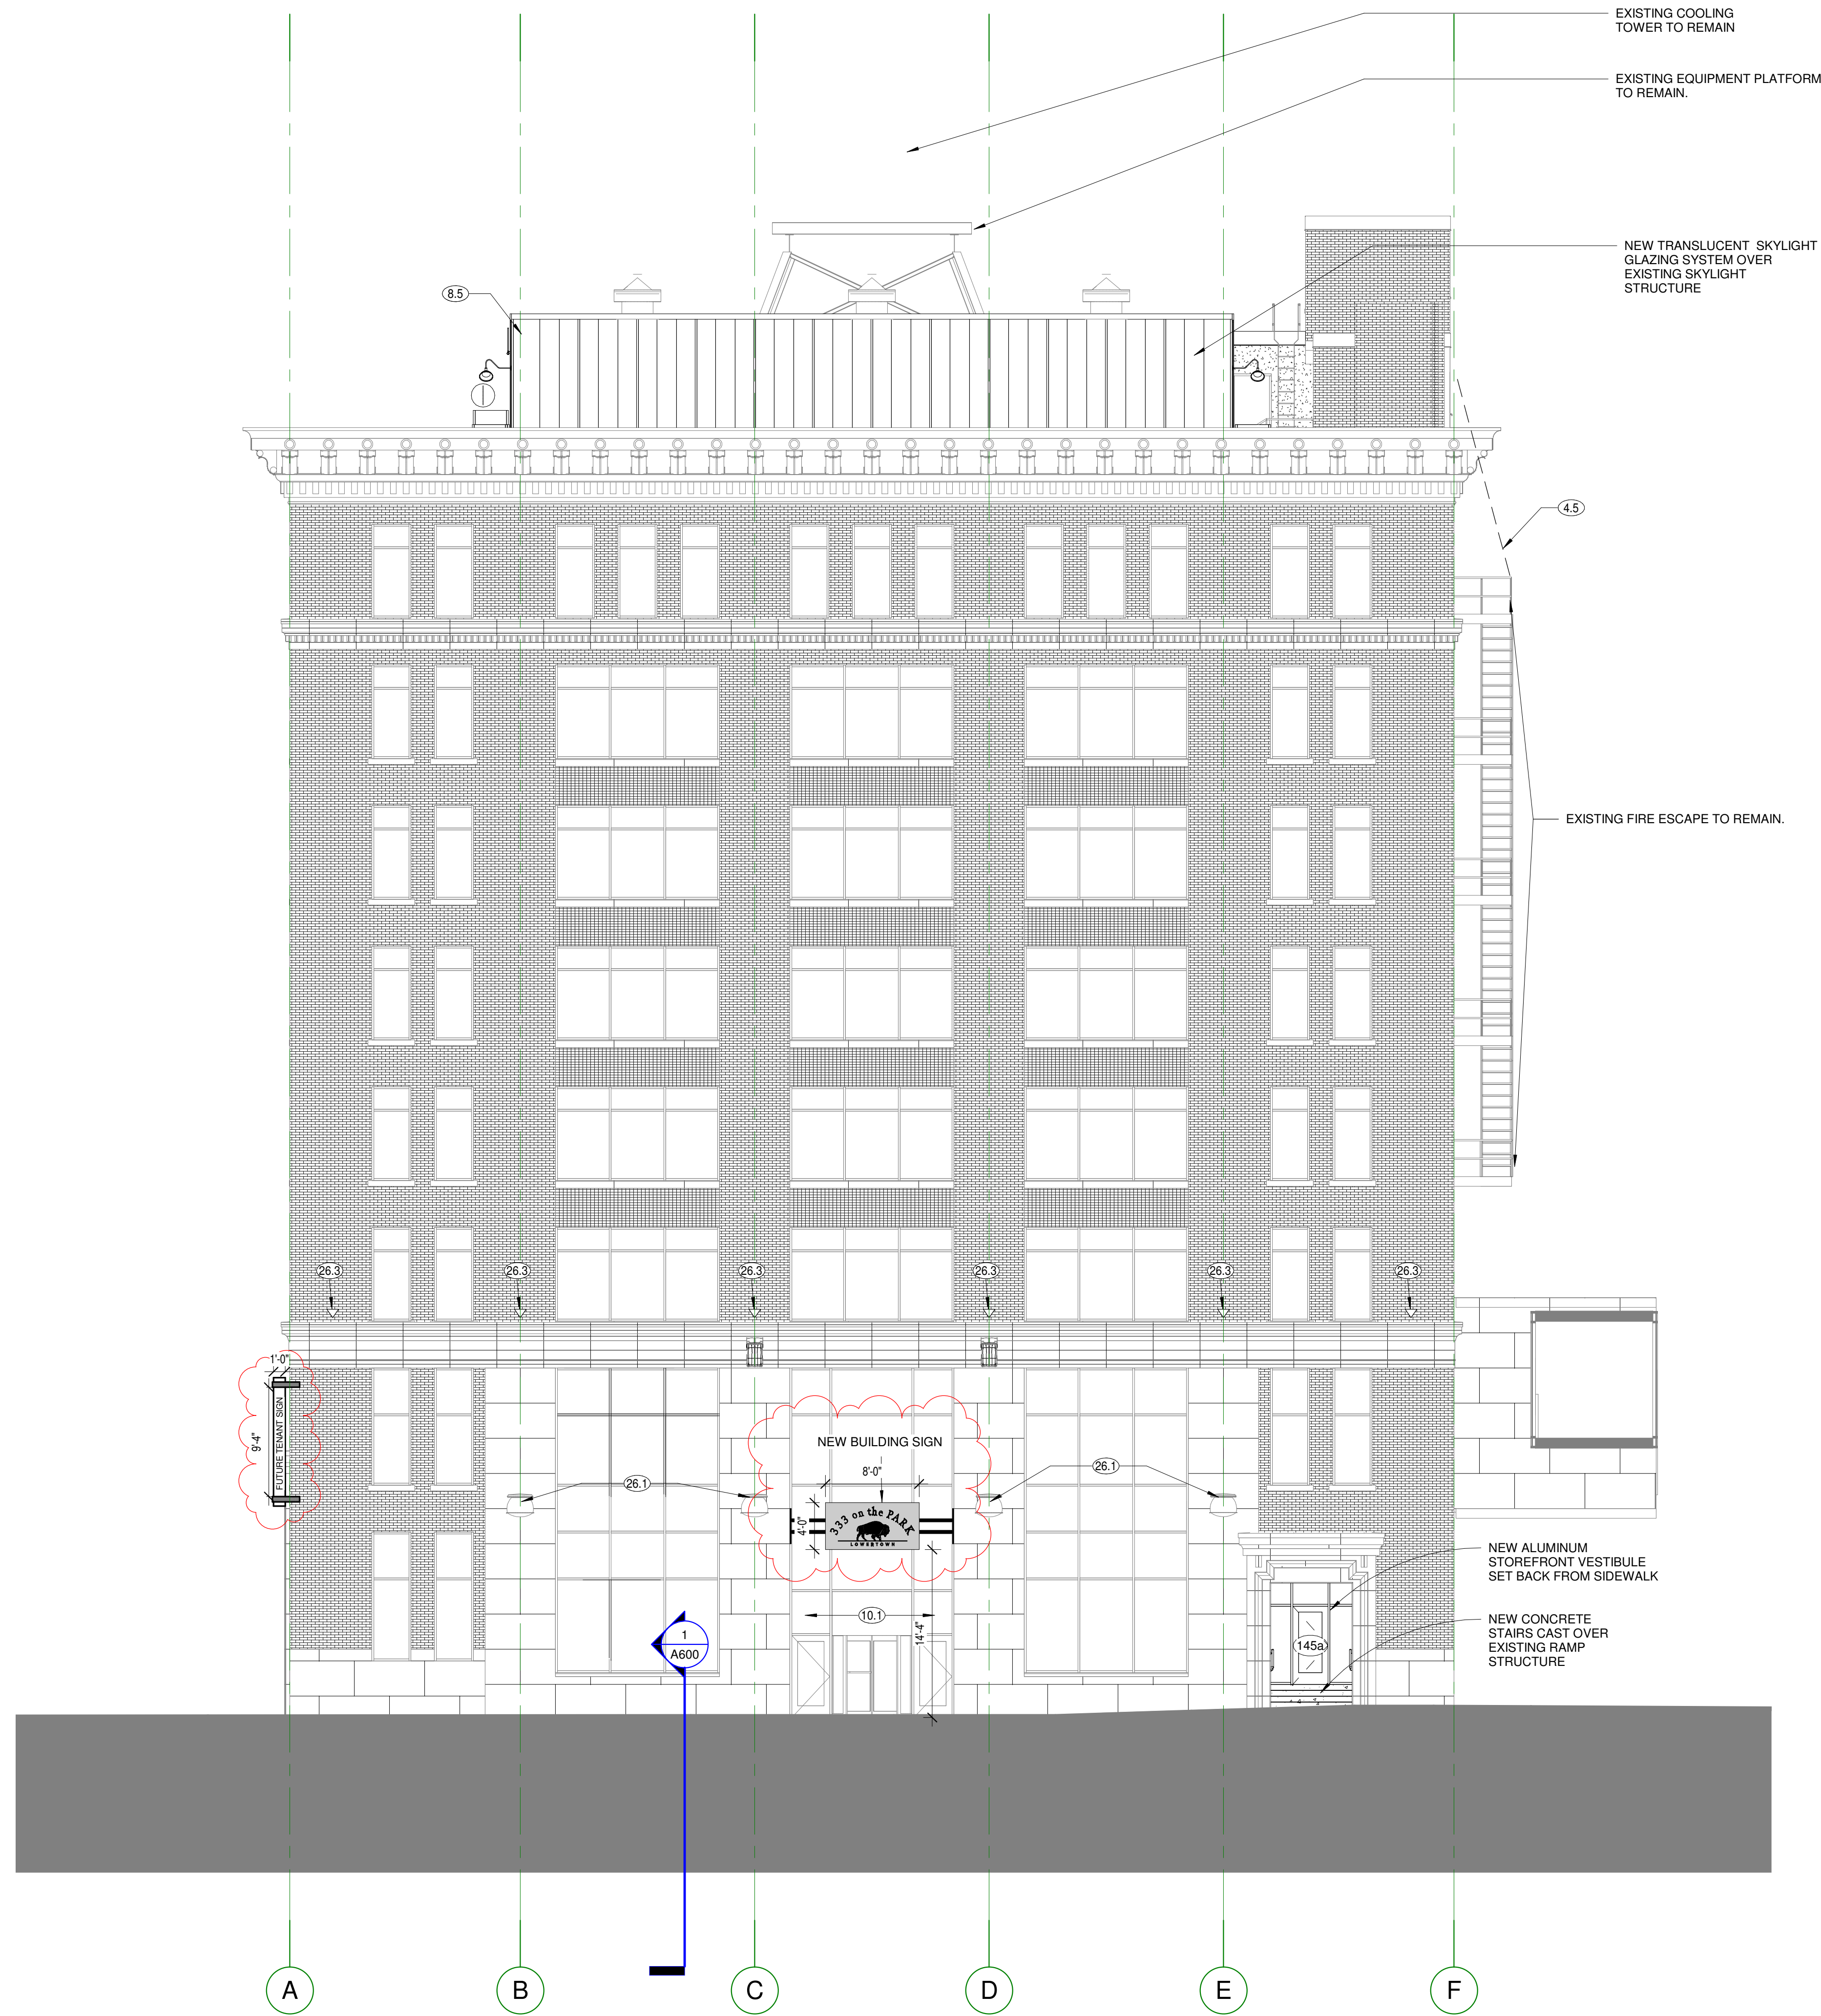 EXISTING COOLING
TOWER TO REMAIN
EXISTING EQUIPMENT PLATFORM
TO REMAIN.
NEW TRANSLUCENT SKYLIGHT
GLAZING SYSTEM OVER
EXISTING SKYLIGHT
STRUCTURE
8.5
4.5
EXISTING FIRE ESCAPE TO REMAIN.
26.3
26.3
26.3
26.3
26.3
26.3
1'-0"
9'-4"
FUTURE TENANT SIGN
NEW BUILDING SIGN
8'-0"
26.1
26.1
4'-0"
333 on the PARK
LOWERTOWN
NEW ALUMINUM
STOREFRONT VESTIBULE
SET BACK FROM SIDEWALK
10.1
14'-4"
145a
NEW CONCRETE
STAIRS CAST OVER
EXISTING RAMP
STRUCTURE
1
A600
A
B
C
D
E
F